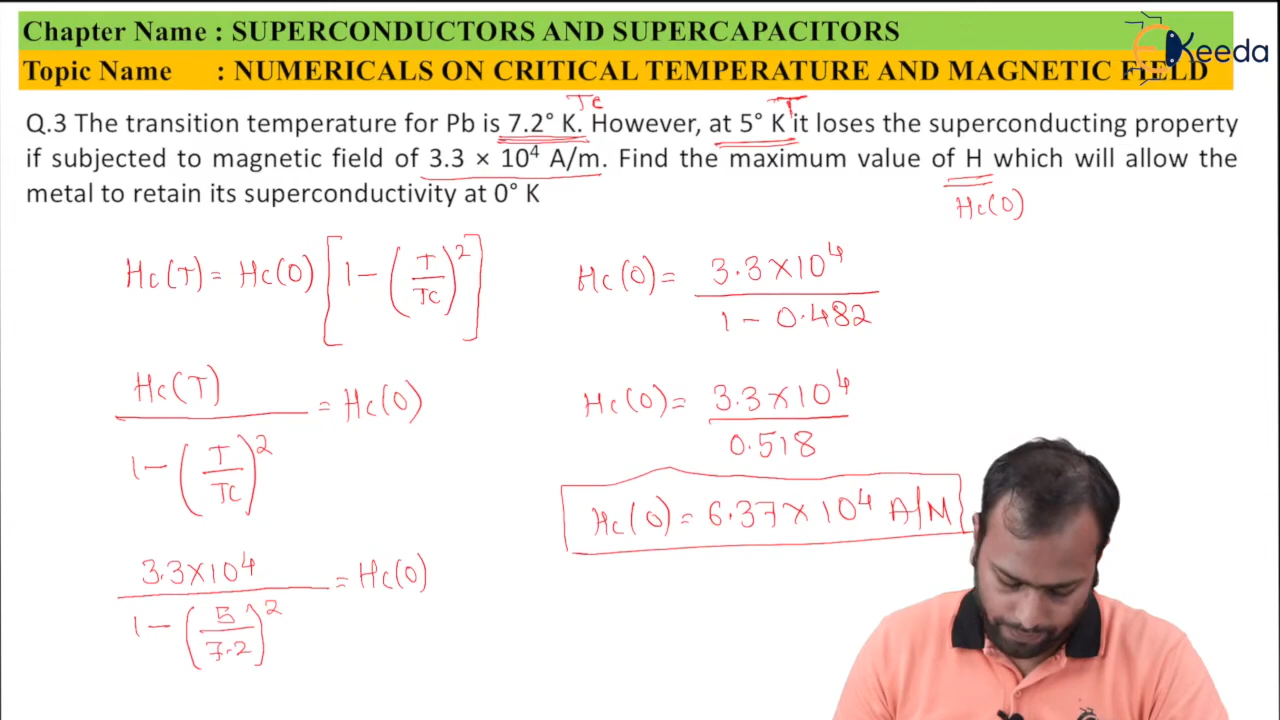 Chapter Name : SUPERCONDUCTORS AND SUPERCAPACITORS
Topic Name : NUMERICALS ON CRITICAL TEMPERATURE AND MAGNETIC FIELD
Keeda
Tc
T
Q.3 The transition temperature for Pb is 7.2° K. However, at 5° K it loses the superconducting property
if subjected to magnetic field of 3.3 × 10⁴ A/m. Find the maximum value of H which will allow the
metal to retain its superconductivity at 0° K
Hc(0)
Hc(T) = Hc(0) [1 - (T/Tc)²]
Hc(T) / 1 - (T/Tc)² = Hc(0)
3.3×10⁴ / 1 - (5/7.2)² = Hc(0)
Hc(0) = 3.3×10⁴ / 1 - 0.482
Hc(0) = 3.3×10⁴ / 0.518
Hc(0) = 6.37×10⁴ A/M